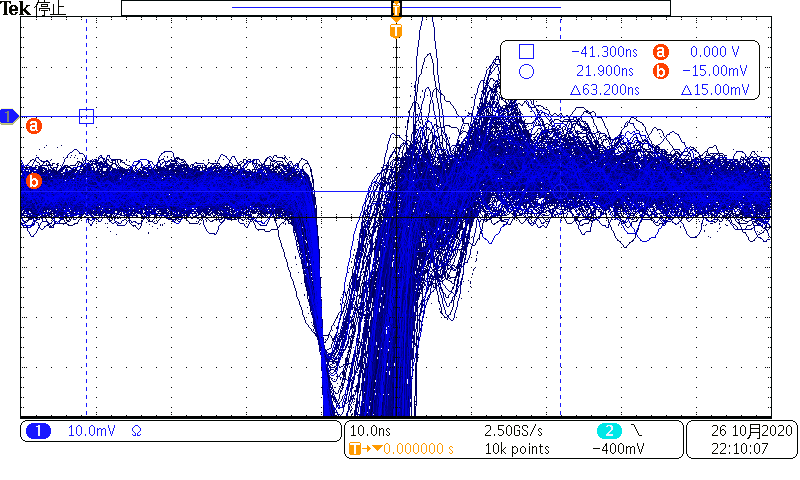 Tek 停止
T
T
□ −41.300ns a 0.000 V
○ 21.900ns b −15.00mV
Δ63.200ns Δ15.00mV
1
a
b
1 10.0mV Ω
10.0ns 2.50GS/s 2 ∖
T→▼0.000000 s 10k points −400mV
26 10月2020
22:10:07